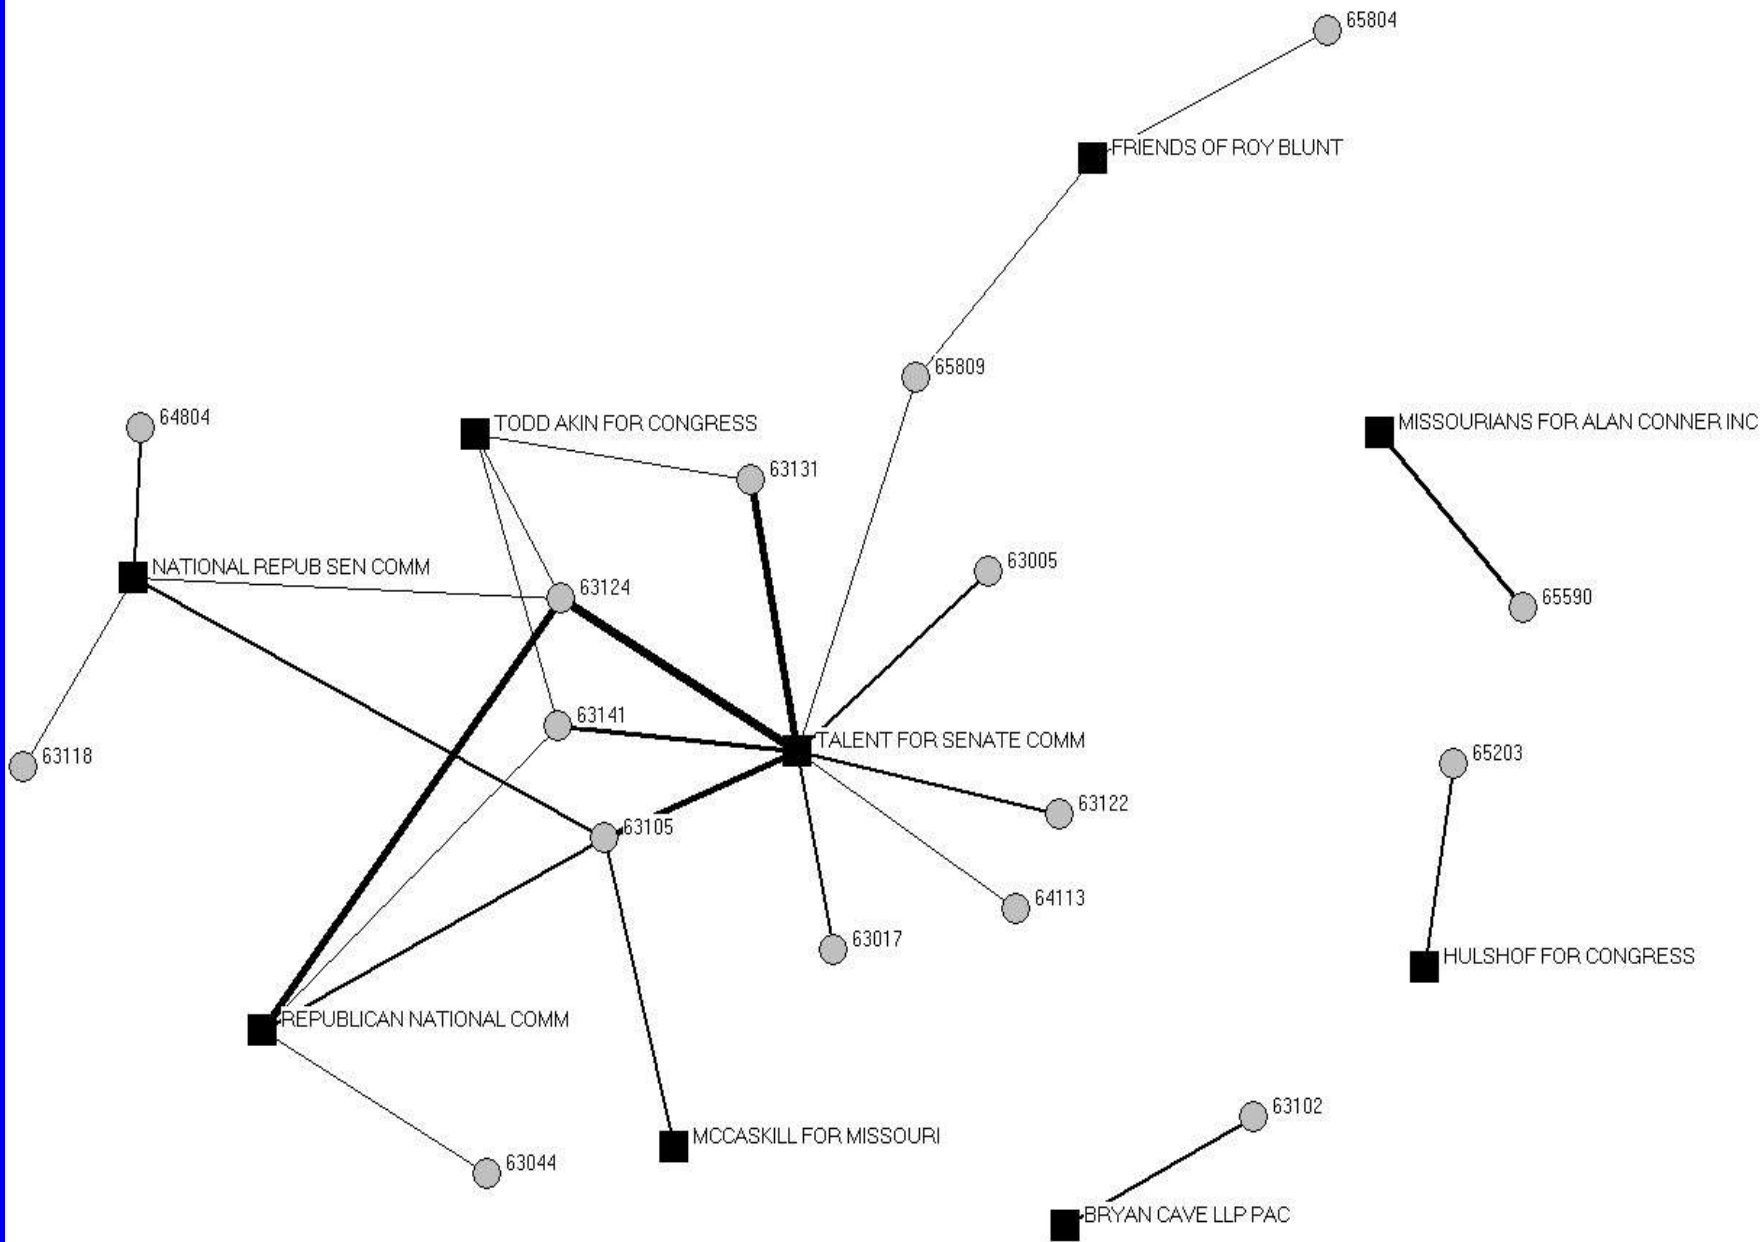 65804
FRIENDS OF ROY BLUNT
65809
64804
TODD AKIN FOR CONGRESS
MISSOURIANS FOR ALAN CONNER INC
63131
NATIONAL REPUB SEN COMM
63005
63124
65590
63141
TALENT FOR SENATE COMM
63118
65203
63122
63105
64113
63017
HULSHOF FOR CONGRESS
REPUBLICAN NATIONAL COMM
63102
MCCASKILL FOR MISSOURI
63044
BRYAN CAVE LLP PAC